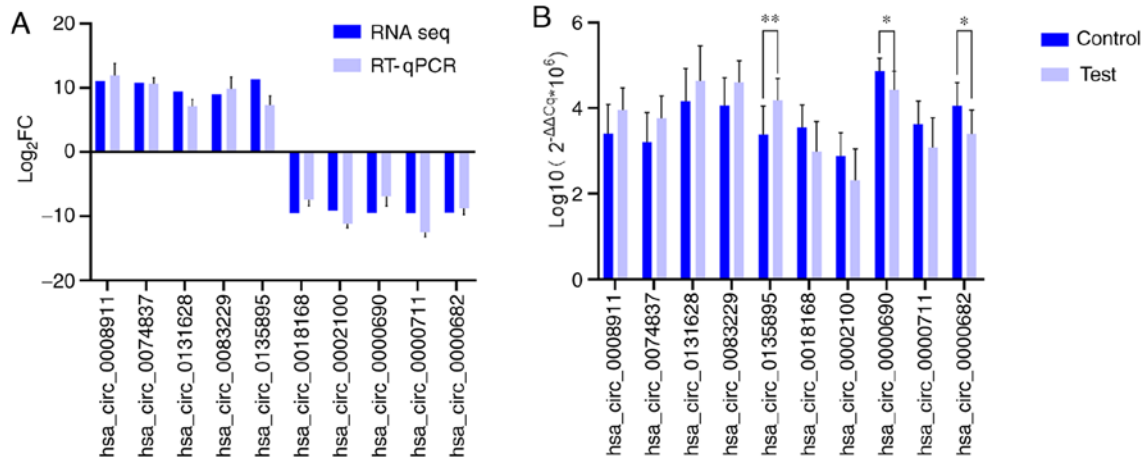 A
20
10
0
−10
−20
Log₂FC
RNA seq
RT-qPCR
hsa_circ_0008911
hsa_circ_0074837
hsa_circ_0131628
hsa_circ_0083229
hsa_circ_0135895
hsa_circ_0018168
hsa_circ_0002100
hsa_circ_0000690
hsa_circ_0000711
hsa_circ_0000682
B
6
4
2
0
Log10 ( 2^-ΔΔCq*10^6)
**
*
*
Control
Test
hsa_circ_0008911
hsa_circ_0074837
hsa_circ_0131628
hsa_circ_0083229
hsa_circ_0135895
hsa_circ_0018168
hsa_circ_0002100
hsa_circ_0000690
hsa_circ_0000711
hsa_circ_0000682